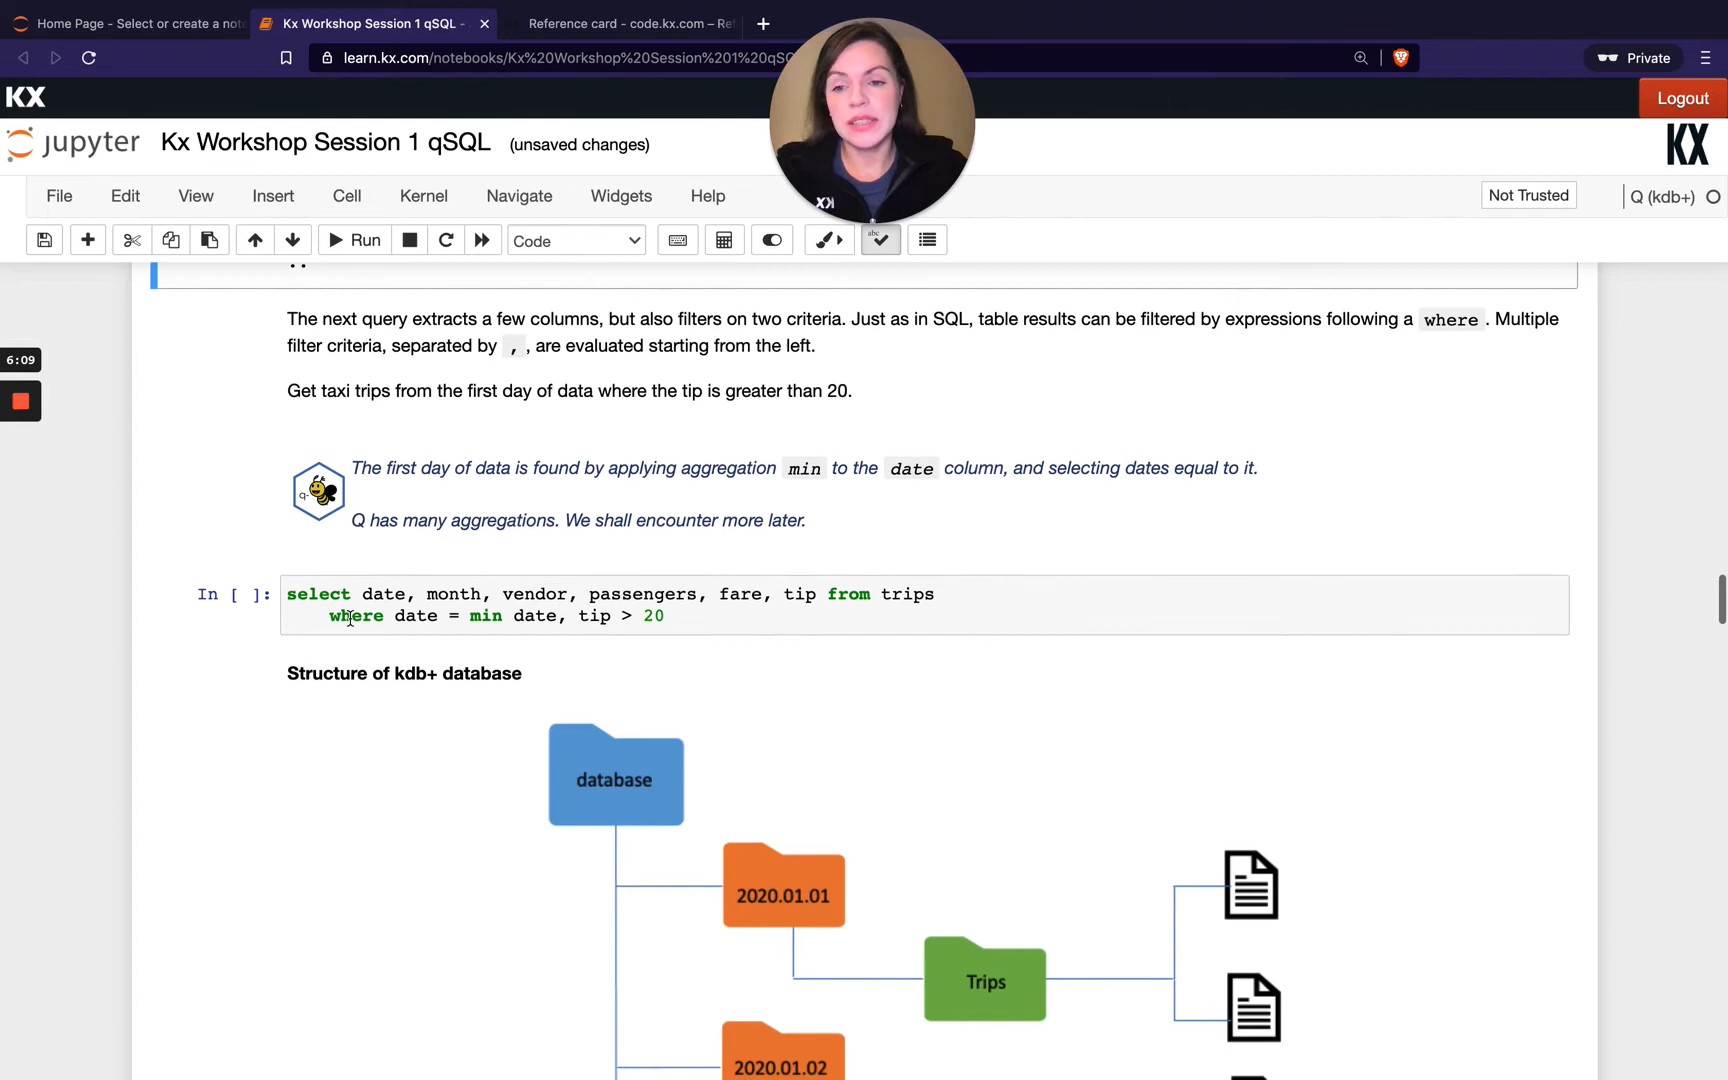 Home Page - Select or create a not
Kx Workshop Session 1 qSQL -
Reference card - code.kx.com – Ref
learn.kx.com/notebooks/Kx%20Workshop%20Session%201%20qSQ
Private
KX
Logout
jupyter
Kx Workshop Session 1 qSQL
(unsaved changes)
KX
File
Edit
View
Insert
Cell
Kernel
Navigate
Widgets
Help
Not Trusted
Q (kdb+)
Run
Code
abc
KX
..
The next query extracts a few columns, but also filters on two criteria. Just as in SQL, table results can be filtered by expressions following a where . Multiple
filter criteria, separated by , , are evaluated starting from the left.
6:09
Get taxi trips from the first day of data where the tip is greater than 20.
The first day of data is found by applying aggregation min to the date column, and selecting dates equal to it.
q-
Q has many aggregations. We shall encounter more later.
In [ ]:
select date, month, vendor, passengers, fare, tip from trips
where date = min date, tip > 20
Structure of kdb+ database
database
2020.01.01
Trips
2020.01.02